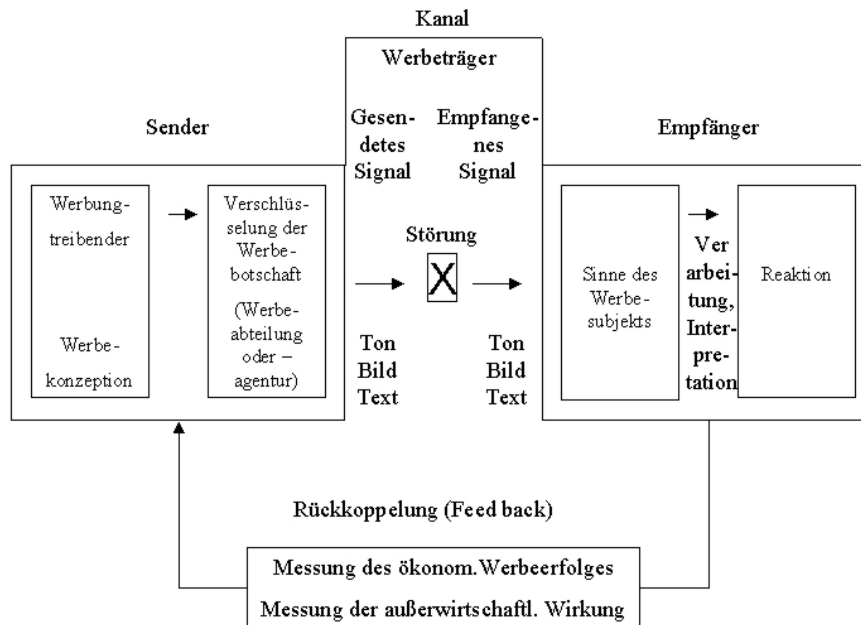 Kanal
Werbeträger
Sender
Gesen-
detes
Signal
Empfange-
nes
Signal
Empfänger
Werbung-
treibender
Werbe-
konzeption
Verschlüs-
selung der
Werbe-
botschaft
(Werbe-
abteilung
oder –
agentur)
Störung
X
Ton
Bild
Text
Ton
Bild
Text
Sinne des
Werbe-
subjekts
Ver
arbei-
tung,
Inter-
pre-
tation
Reaktion
Rückkoppelung (Feed back)
Messung des ökonom.Werbeerfolges
Messung der außerwirtschaftl. Wirkung